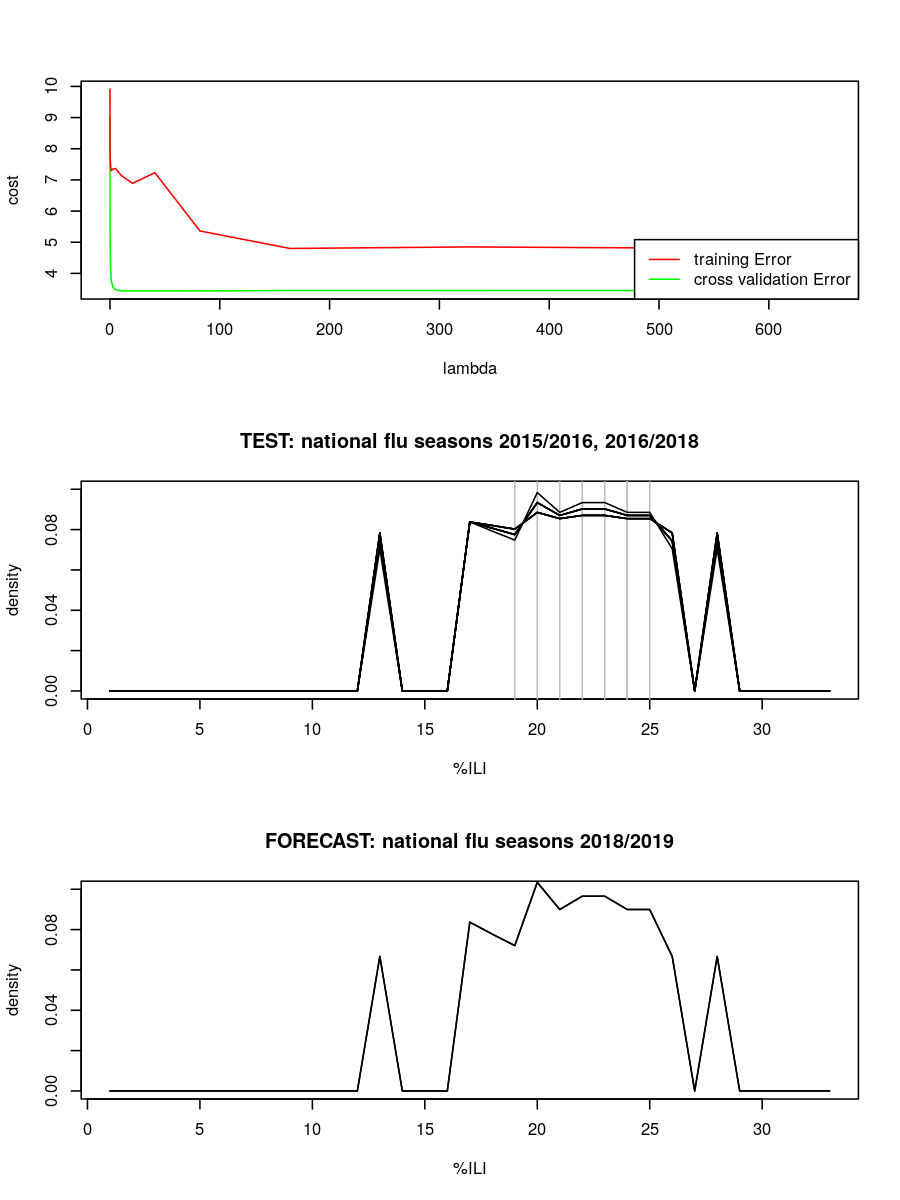 10
9
8
7
6
5
4
cost
training Error
cross validation Error
0 100 200 300 400 500 600
lambda
TEST: national flu seasons 2015/2016, 2016/2018
0.08
0.04
0.00
density
0 5 10 15 20 25 30
%ILI
FORECAST: national flu seasons 2018/2019
0.08
0.04
0.00
density
0 5 10 15 20 25 30
%ILI